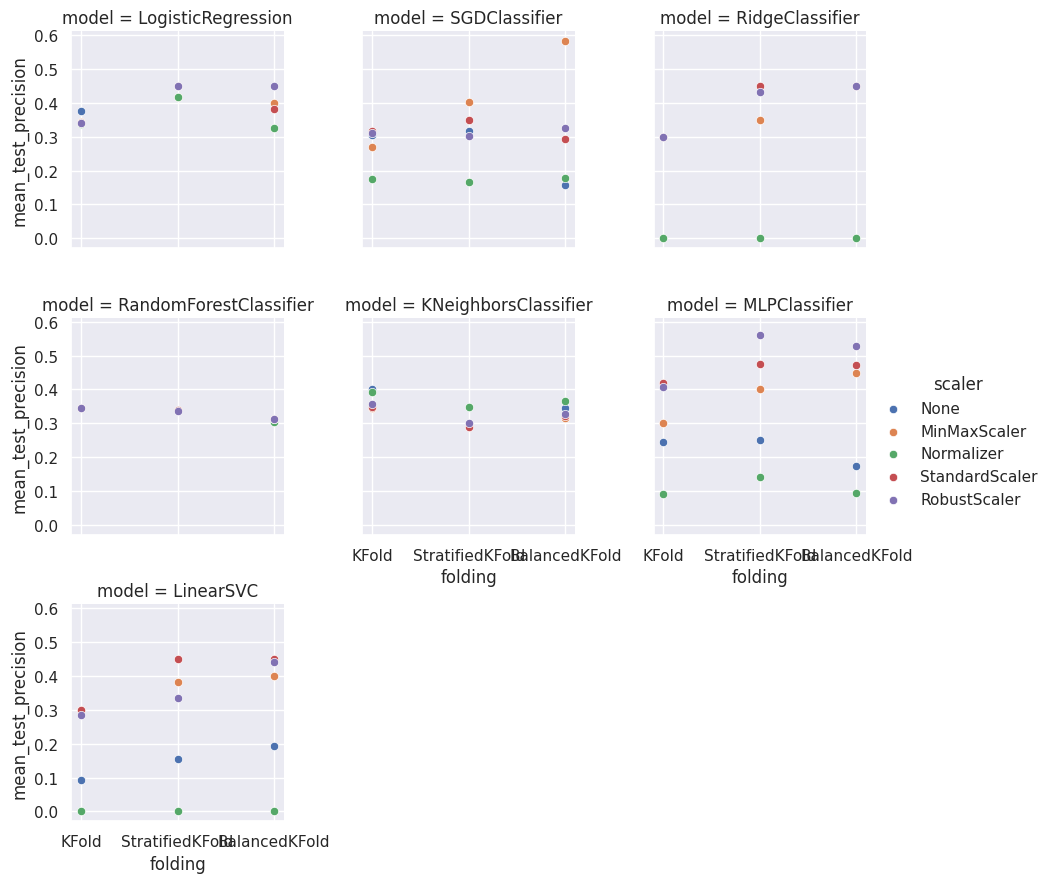 model = LogisticRegression
model = SGDClassifier
model = RidgeClassifier
0.6
0.5
0.4
0.3
0.2
0.1
0.0
mean_test_precision
model = RandomForestClassifier
model = KNeighborsClassifier
model = MLPClassifier
0.6
0.5
0.4
0.3
0.2
0.1
0.0
mean_test_precision
KFold
StratifiedKFold
BalancedKFold
folding
KFold
StratifiedKFold
BalancedKFold
folding
scaler
None
MinMaxScaler
Normalizer
StandardScaler
RobustScaler
model = LinearSVC
0.6
0.5
0.4
0.3
0.2
0.1
0.0
mean_test_precision
KFold
StratifiedKFold
BalancedKFold
folding